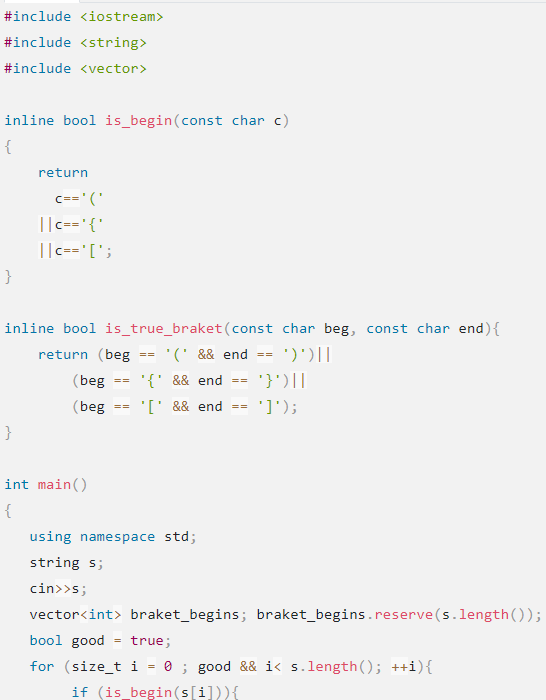 #include <iostream>
#include <string>
#include <vector>
inline bool is_begin(const char c)
{
return
c=='('
||c=='{'
||c=='[';
}
inline bool is_true_braket(const char beg, const char end){
return (beg == '(' && end == ')')||
(beg == '{' && end == '}')||
(beg == '[' && end == ']');
}
int main()
{
using namespace std;
string s;
cin>>s;
vector<int> braket_begins; braket_begins.reserve(s.length());
bool good = true;
for (size_t i = 0 ; good && i< s.length(); ++i){
if (is_begin(s[i])){